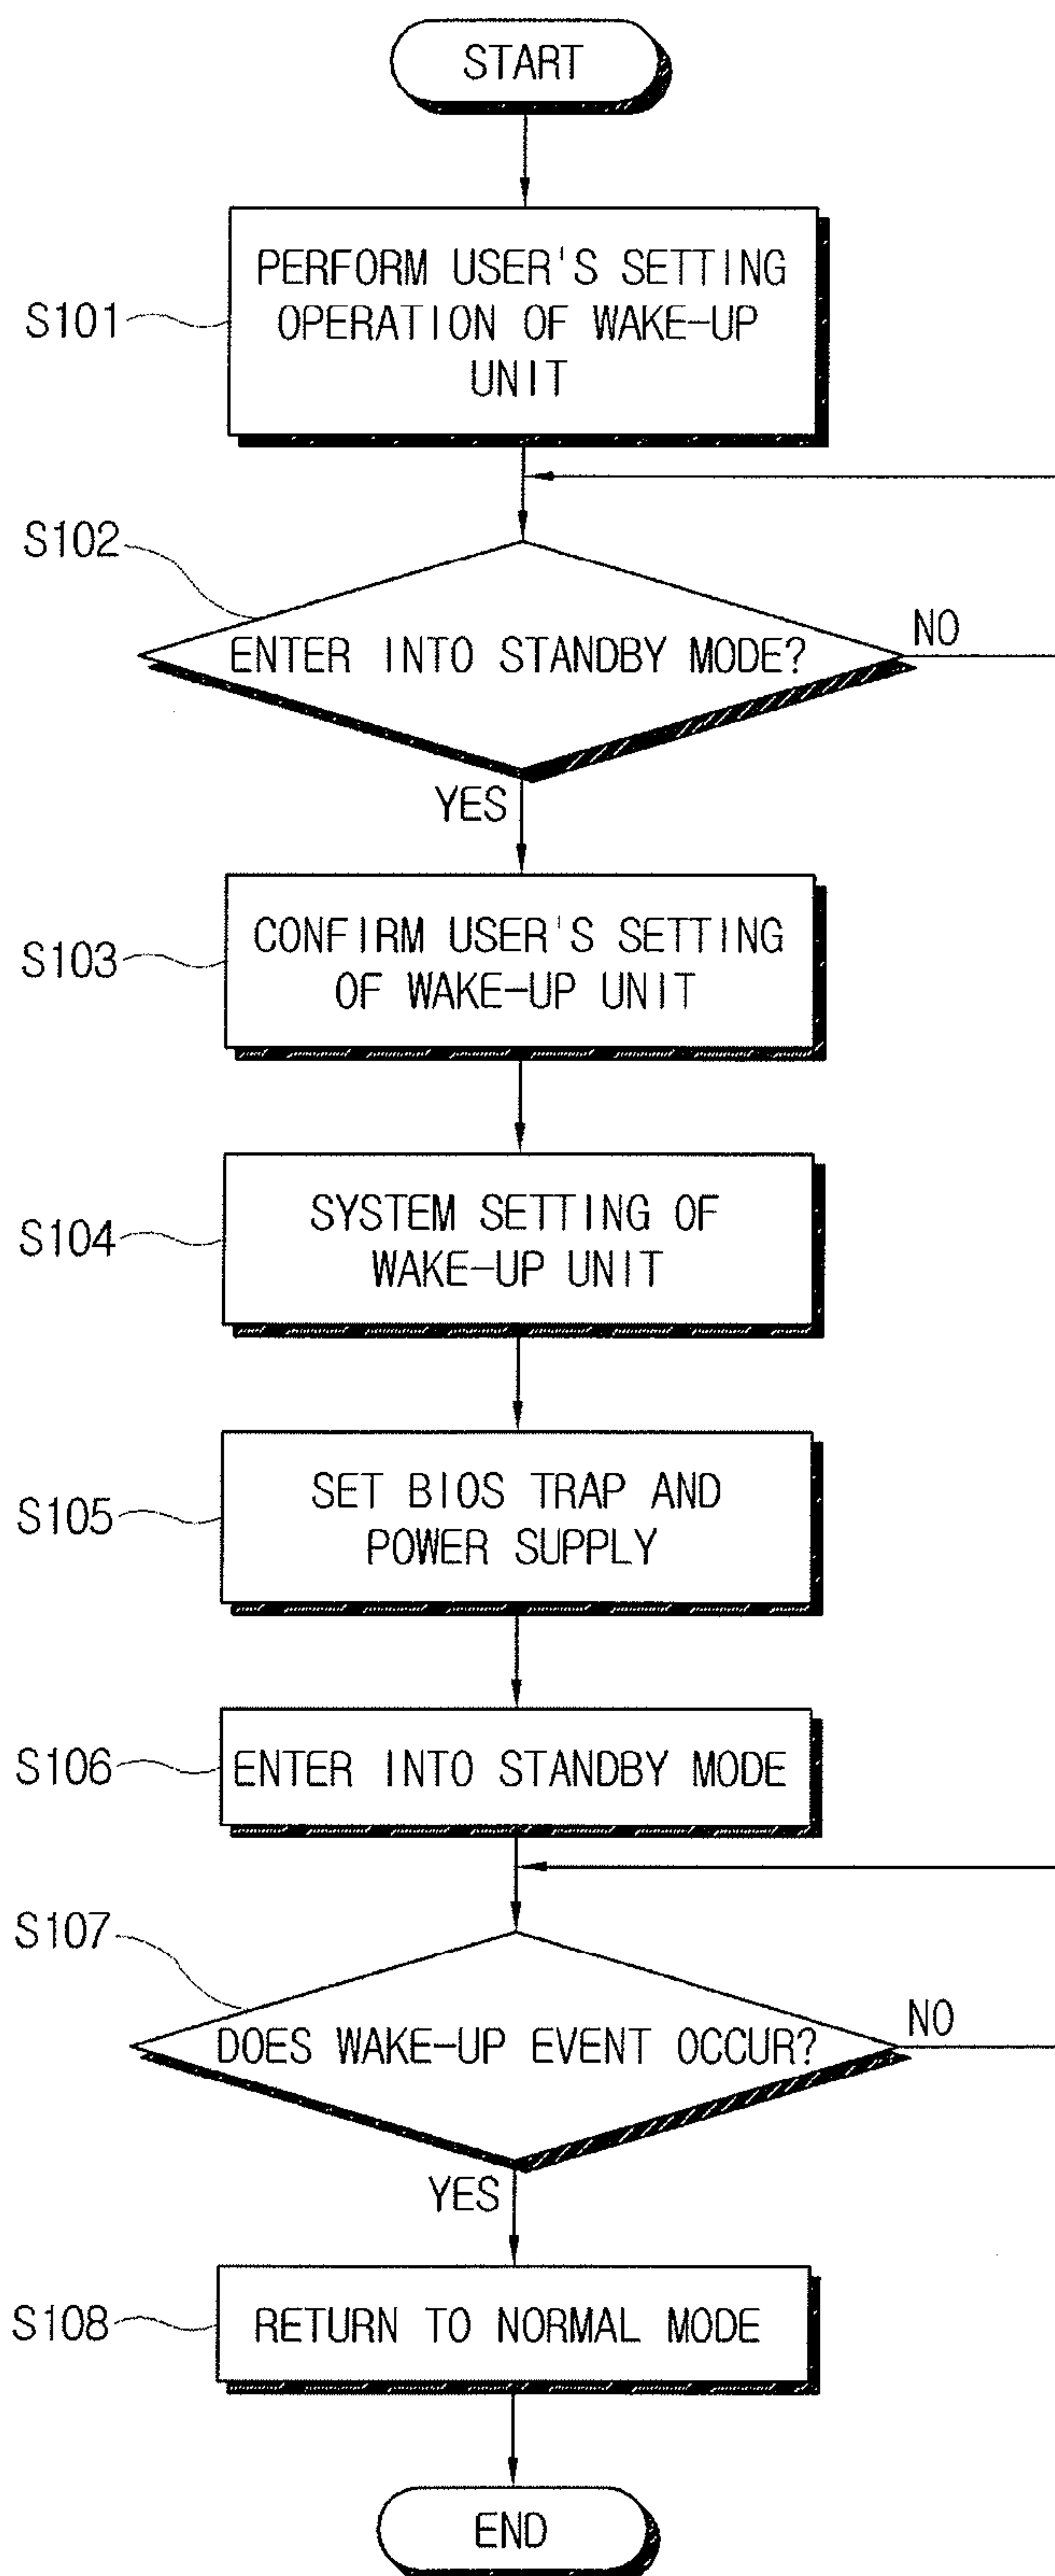 START
S101
PERFORM USER'S SETTING
OPERATION OF WAKE-UP
UNIT
S102
ENTER INTO STANDBY MODE?
NO
YES
S103
CONFIRM USER'S SETTING
OF WAKE-UP UNIT
S104
SYSTEM SETTING OF
WAKE-UP UNIT
S105
SET BIOS TRAP AND
POWER SUPPLY
S106
ENTER INTO STANDBY MODE
S107
DOES WAKE-UP EVENT OCCUR?
NO
YES
S108
RETURN TO NORMAL MODE
END